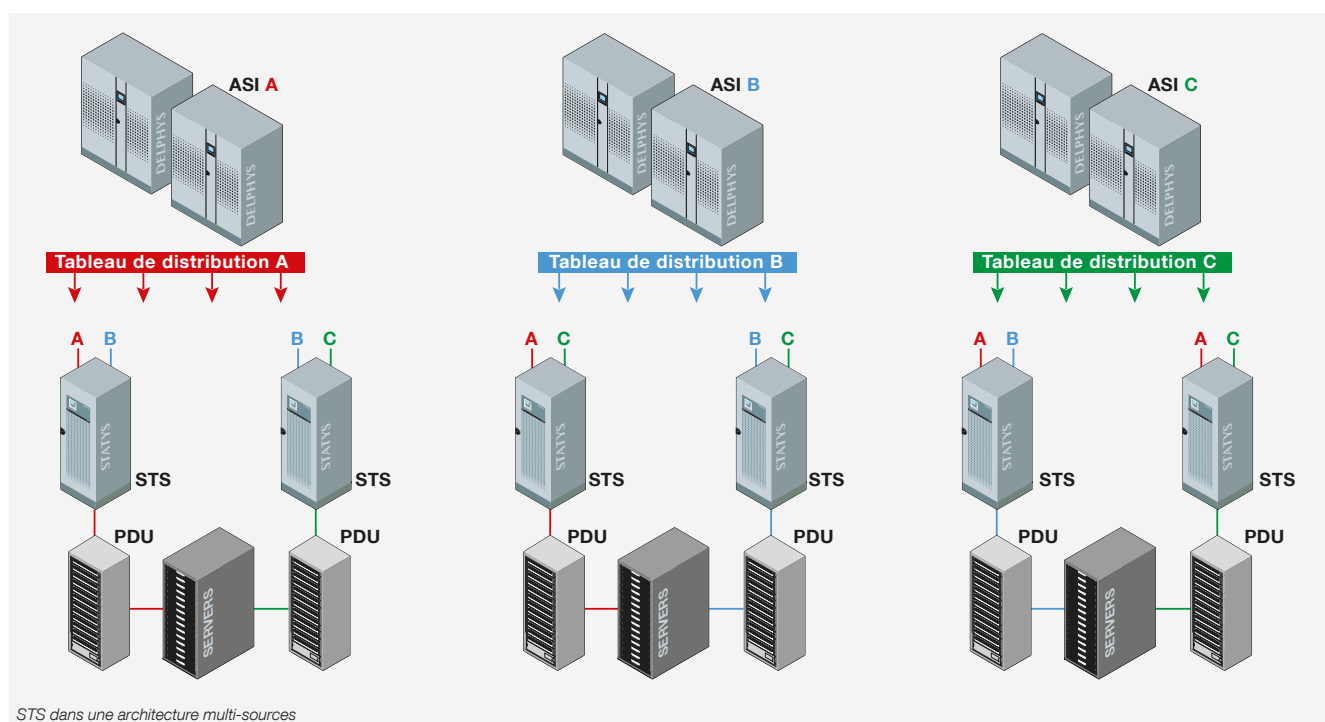 ASI A
DELPHYS
DELPHYS
ASI B
DELPHYS
DELPHYS
ASI C
DELPHYS
DELPHYS
Tableau de distribution A
Tableau de distribution B
Tableau de distribution C
A B
B C
A C
B C
A B
A C
STATYS
STATYS
STATYS
STATYS
STATYS
STATYS
STS
STS
STS
STS
STS
STS
PDU
PDU
PDU
PDU
PDU
PDU
SERVERS
SERVERS
SERVERS
STS dans une architecture multi-sources